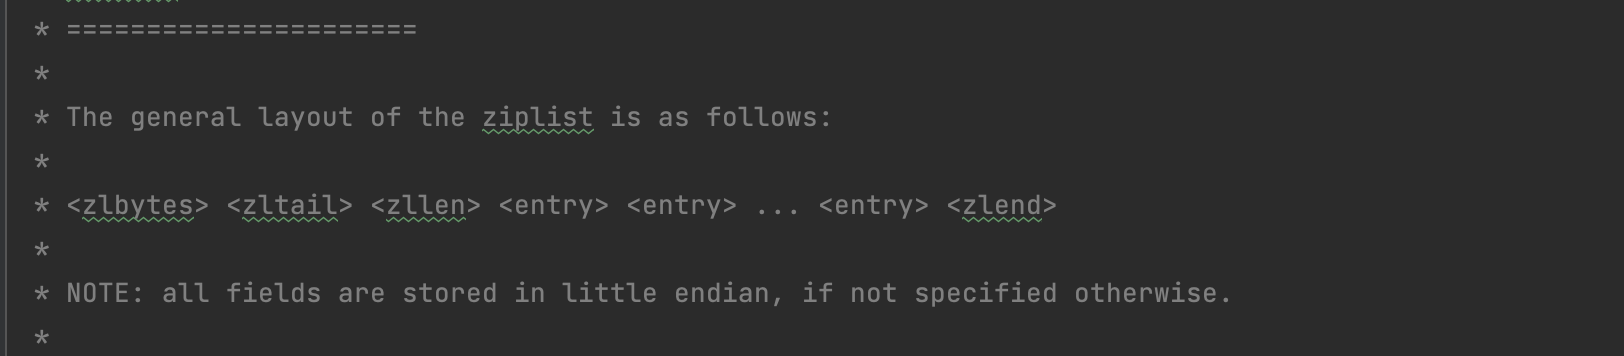 * ======================
*
* The general layout of the ziplist is as follows:
*
* <zlbytes> <zltail> <zllen> <entry> <entry> ... <entry> <zlend>
*
* NOTE: all fields are stored in little endian, if not specified otherwise.
*